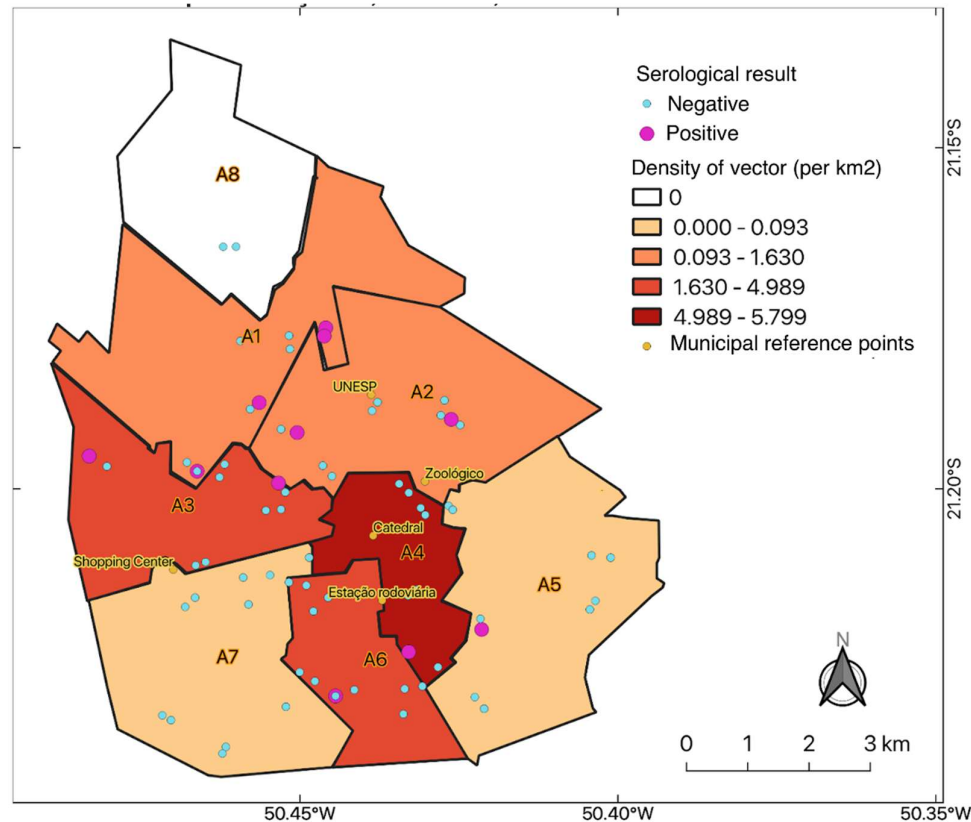 Serological result
Negative
Positive
Density of vector (per km2)
0
0.000 - 0.093
0.093 - 1.630
1.630 - 4.989
4.989 - 5.799
Municipal reference points
A8
A1
UNESP
A2
Zoológico
A3
Catedral
A4
Shopping Center
Estação rodoviária
A5
A7
A6
N
0 1 2 3 km
21.15°S
21.20°S
50.45°W 50.40°W 50.35°W